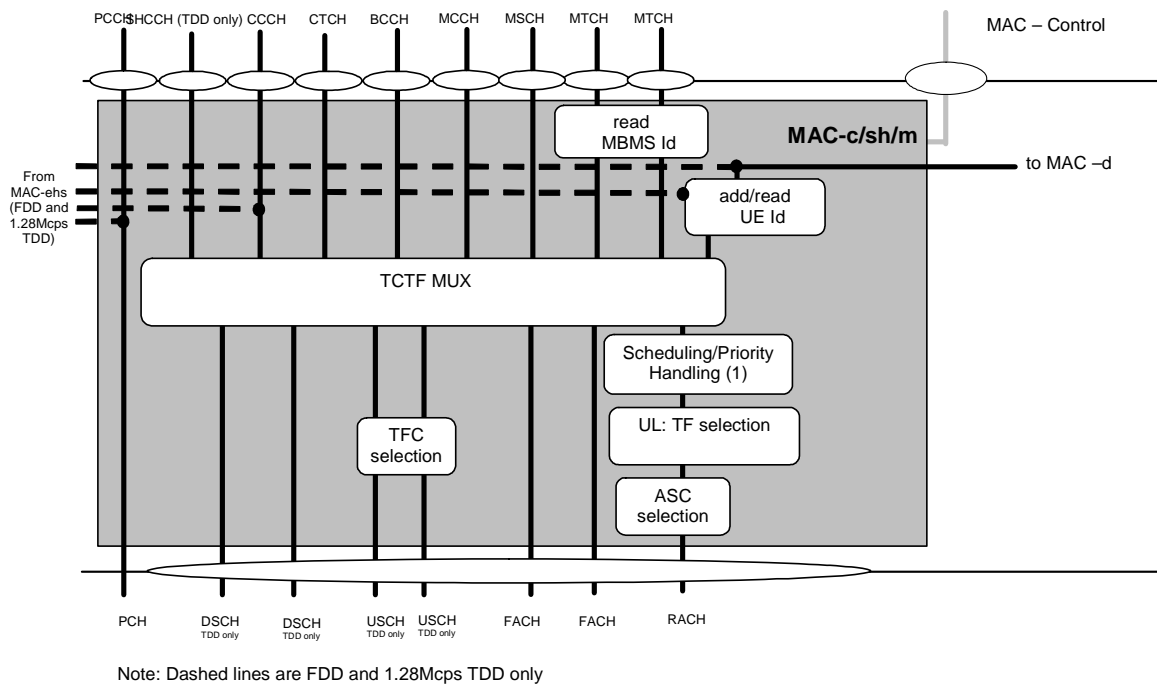 PCCH SHCCH (TDD only) CCCH CTCH BCCH MCCH MSCH MTCH MTCH
MAC – Control
read
MBMS Id
MAC-c/sh/m
From
MAC-ehs
(FDD and
1.28Mcps
TDD)
to MAC –d
add/read
UE Id
TCTF MUX
Scheduling/Priority
Handling (1)
UL: TF selection
TFC
selection
ASC
selection
PCH
DSCH
TDD only
DSCH
TDD only
USCH
TDD only
USCH
TDD only
FACH
FACH
RACH
Note: Dashed lines are FDD and 1.28Mcps TDD only